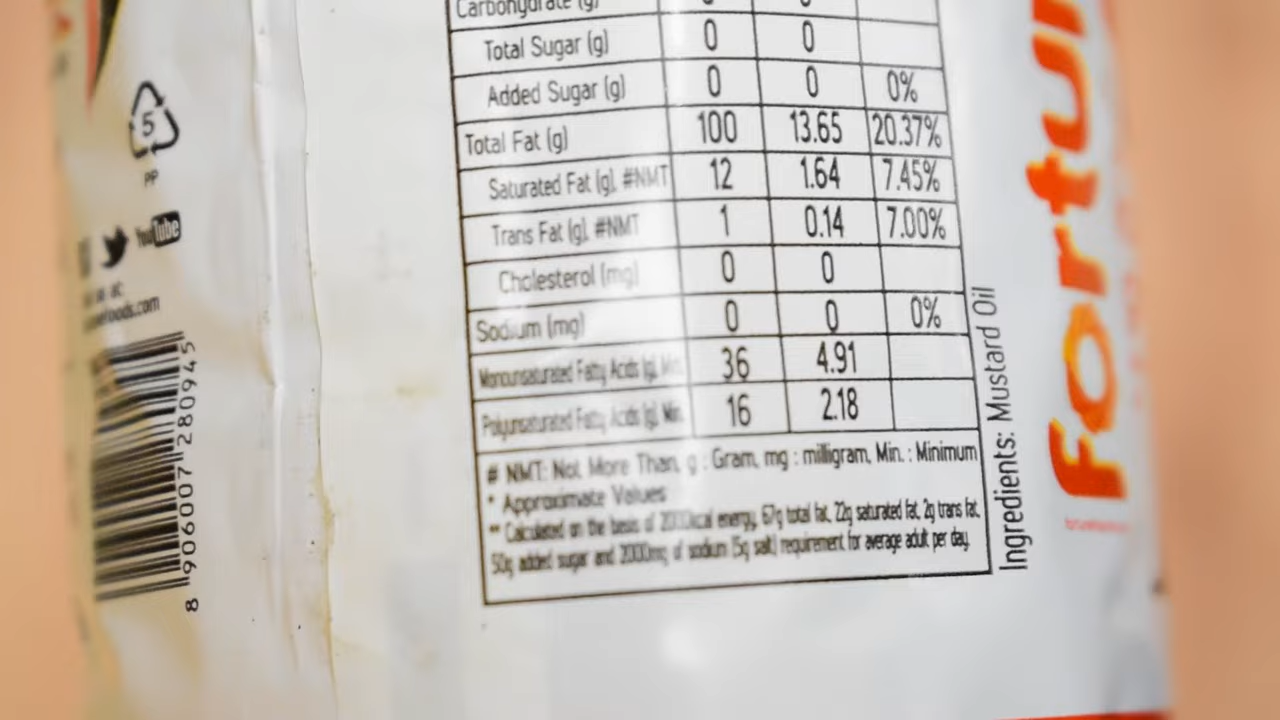 Carbohydrate (g)
Total Sugar (g) 0 0
Added Sugar (g) 0 0 0%
Total Fat (g) 100 13.65 20.37%
Saturated Fat (g), #NMT 12 1.64 7.45%
Trans Fat (g), #NMT 1 0.14 7.00%
Cholesterol (mg) 0 0
Sodium (mg) 0 0 0%
Monounsaturated Fatty Acids (g), Min. 36 4.91
Polyunsaturated Fatty Acids (g), Min. 16 2.18
# NMT: Not More Than, g : Gram, mg : milligram, Min. : Minimum
* Approximate Values
** Calculated on the basis of 2000kcal energy, 67g total fat, 22g saturated fat, 2g trans fat,
50g added sugar and 2000mg of sodium (5g salt) requirement for average adult per day.
Ingredients: Mustard Oil
fortun
5
PP
YouTube
at
foods.com
8 906007 280945